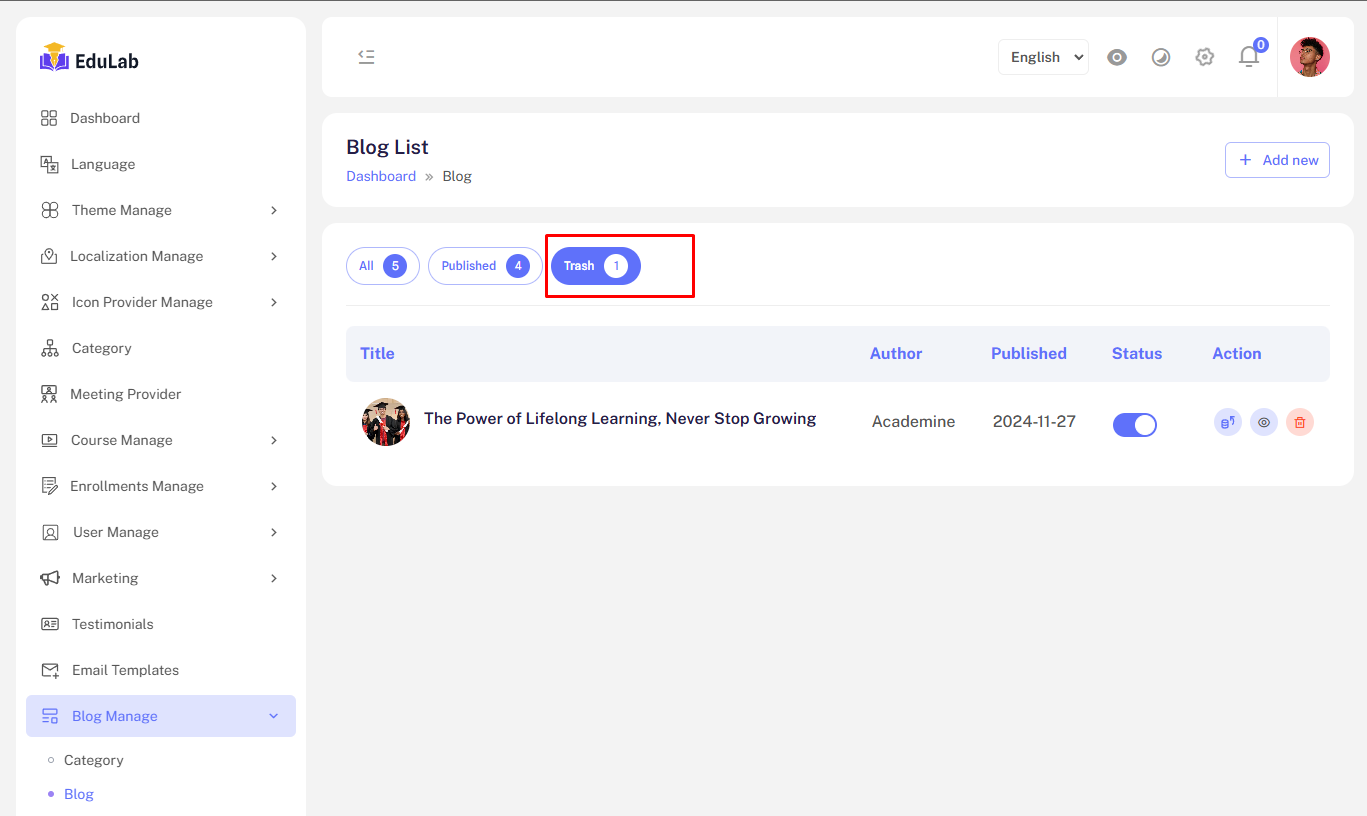 EduLab
Dashboard
Language
Theme Manage
Localization Manage
Icon Provider Manage
Category
Meeting Provider
Course Manage
Enrollments Manage
User Manage
Marketing
Testimonials
Email Templates
Blog Manage
Category
Blog
English
0
Blog List
Dashboard » Blog
+ Add new
All 5
Published 4
Trash 1
Title Author Published Status Action
The Power of Lifelong Learning, Never Stop Growing Academine 2024-11-27